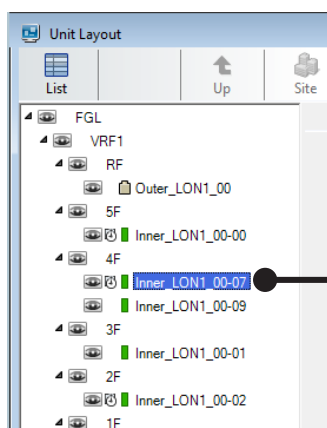 Unit Layout
List Up Site
FGL
VRF1
RF
Outer_LON1_00
5F
Inner_LON1_00-00
4F
Inner_LON1_00-07
Inner_LON1_00-09
3F
Inner_LON1_00-01
2F
Inner_LON1_00-02
1F